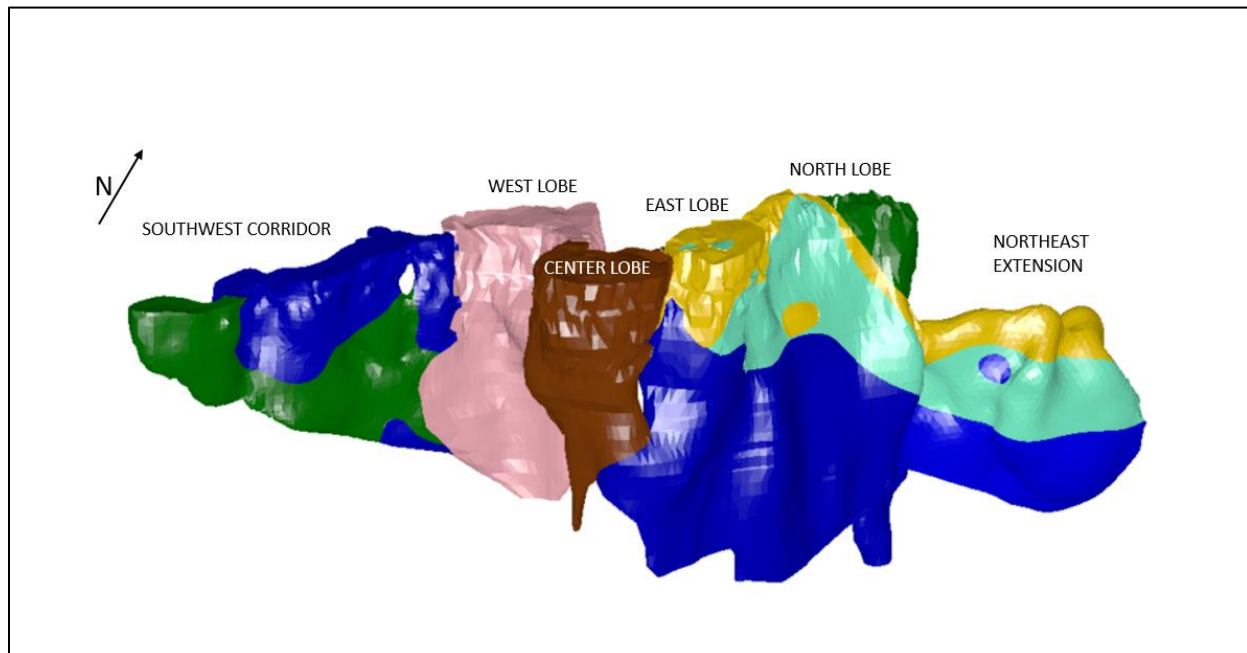 N
SOUTHWEST CORRIDOR
WEST LOBE
CENTER LOBE
EAST LOBE
NORTH LOBE
NORTHEAST
EXTENSION